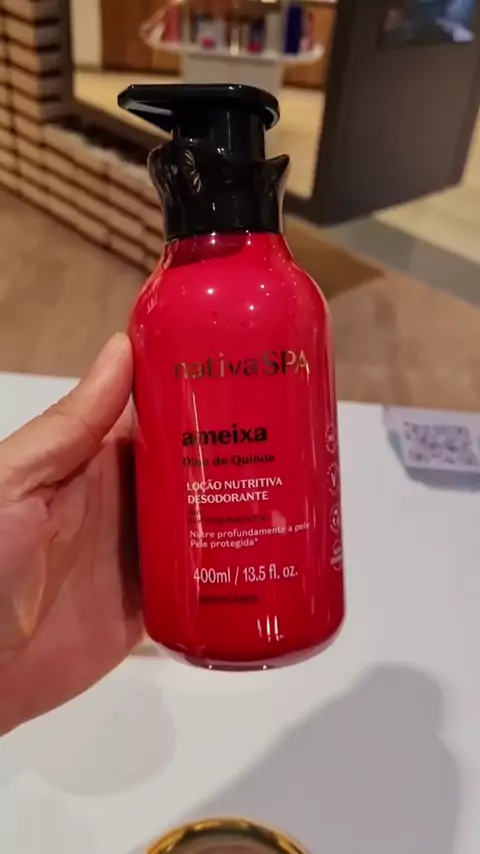 nativaSPA
ameixa
Óleo de Quinoa
LOÇÃO NUTRITIVA
DESODORANTE
Nutre profundamente a pele
Pele protegida*
400ml / 13.5 fl. oz.